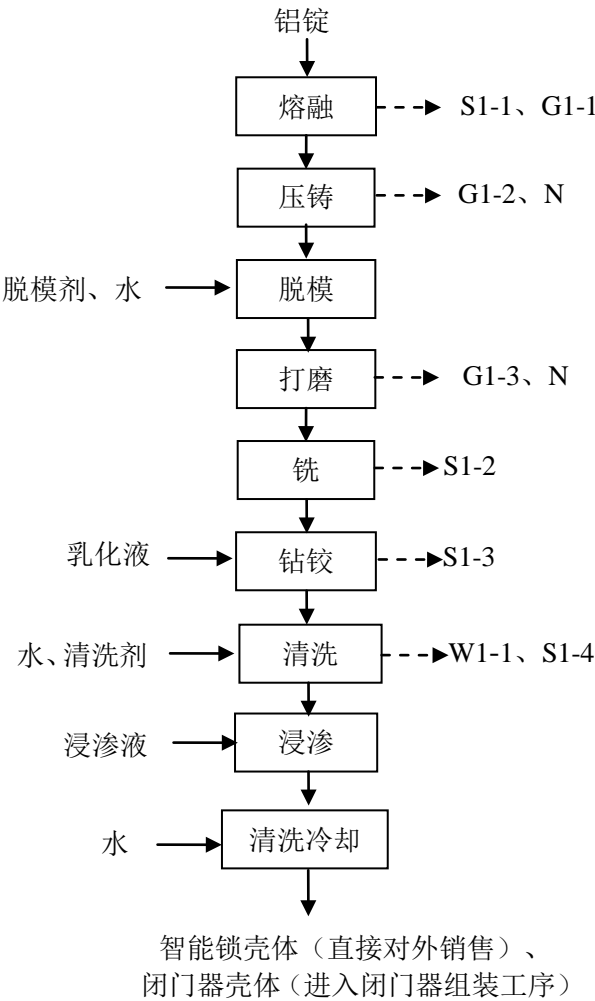 铝锭
熔融
S1-1、G1-1
压铸
G1-2、N
脱模剂、水
脱模
打磨
G1-3、N
铣
S1-2
乳化液
钻铰
S1-3
水、清洗剂
清洗
W1-1、S1-4
浸渗液
浸渗
水
清洗冷却
智能锁壳体（直接对外销售）、
闭门器壳体（进入闭门器组装工序）